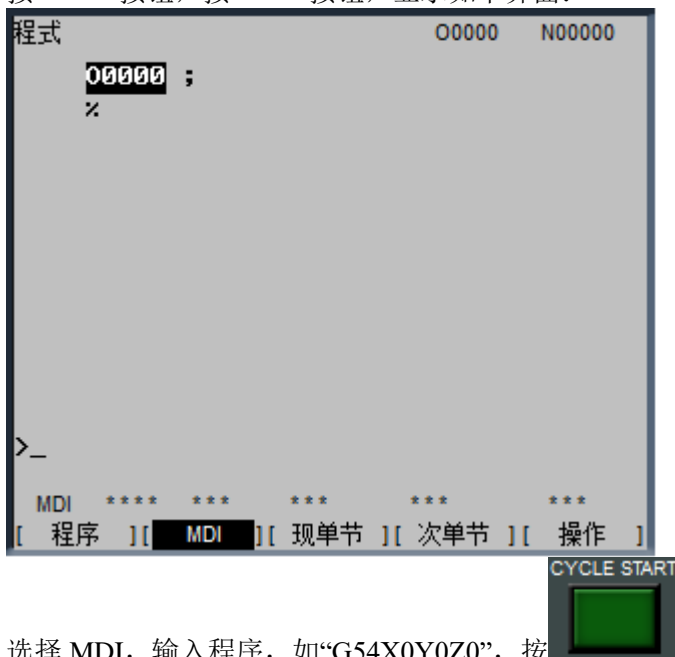 程式 O0000 N00000
O0000 ;
%
>_
MDI **** *** *** *** ***
[ 程序 ][ MDI ][ 现单节 ][ 次单节 ][ 操作 ]
CYCLE START
选择 MDI，输入程序，如“G54X0Y0Z0”，按